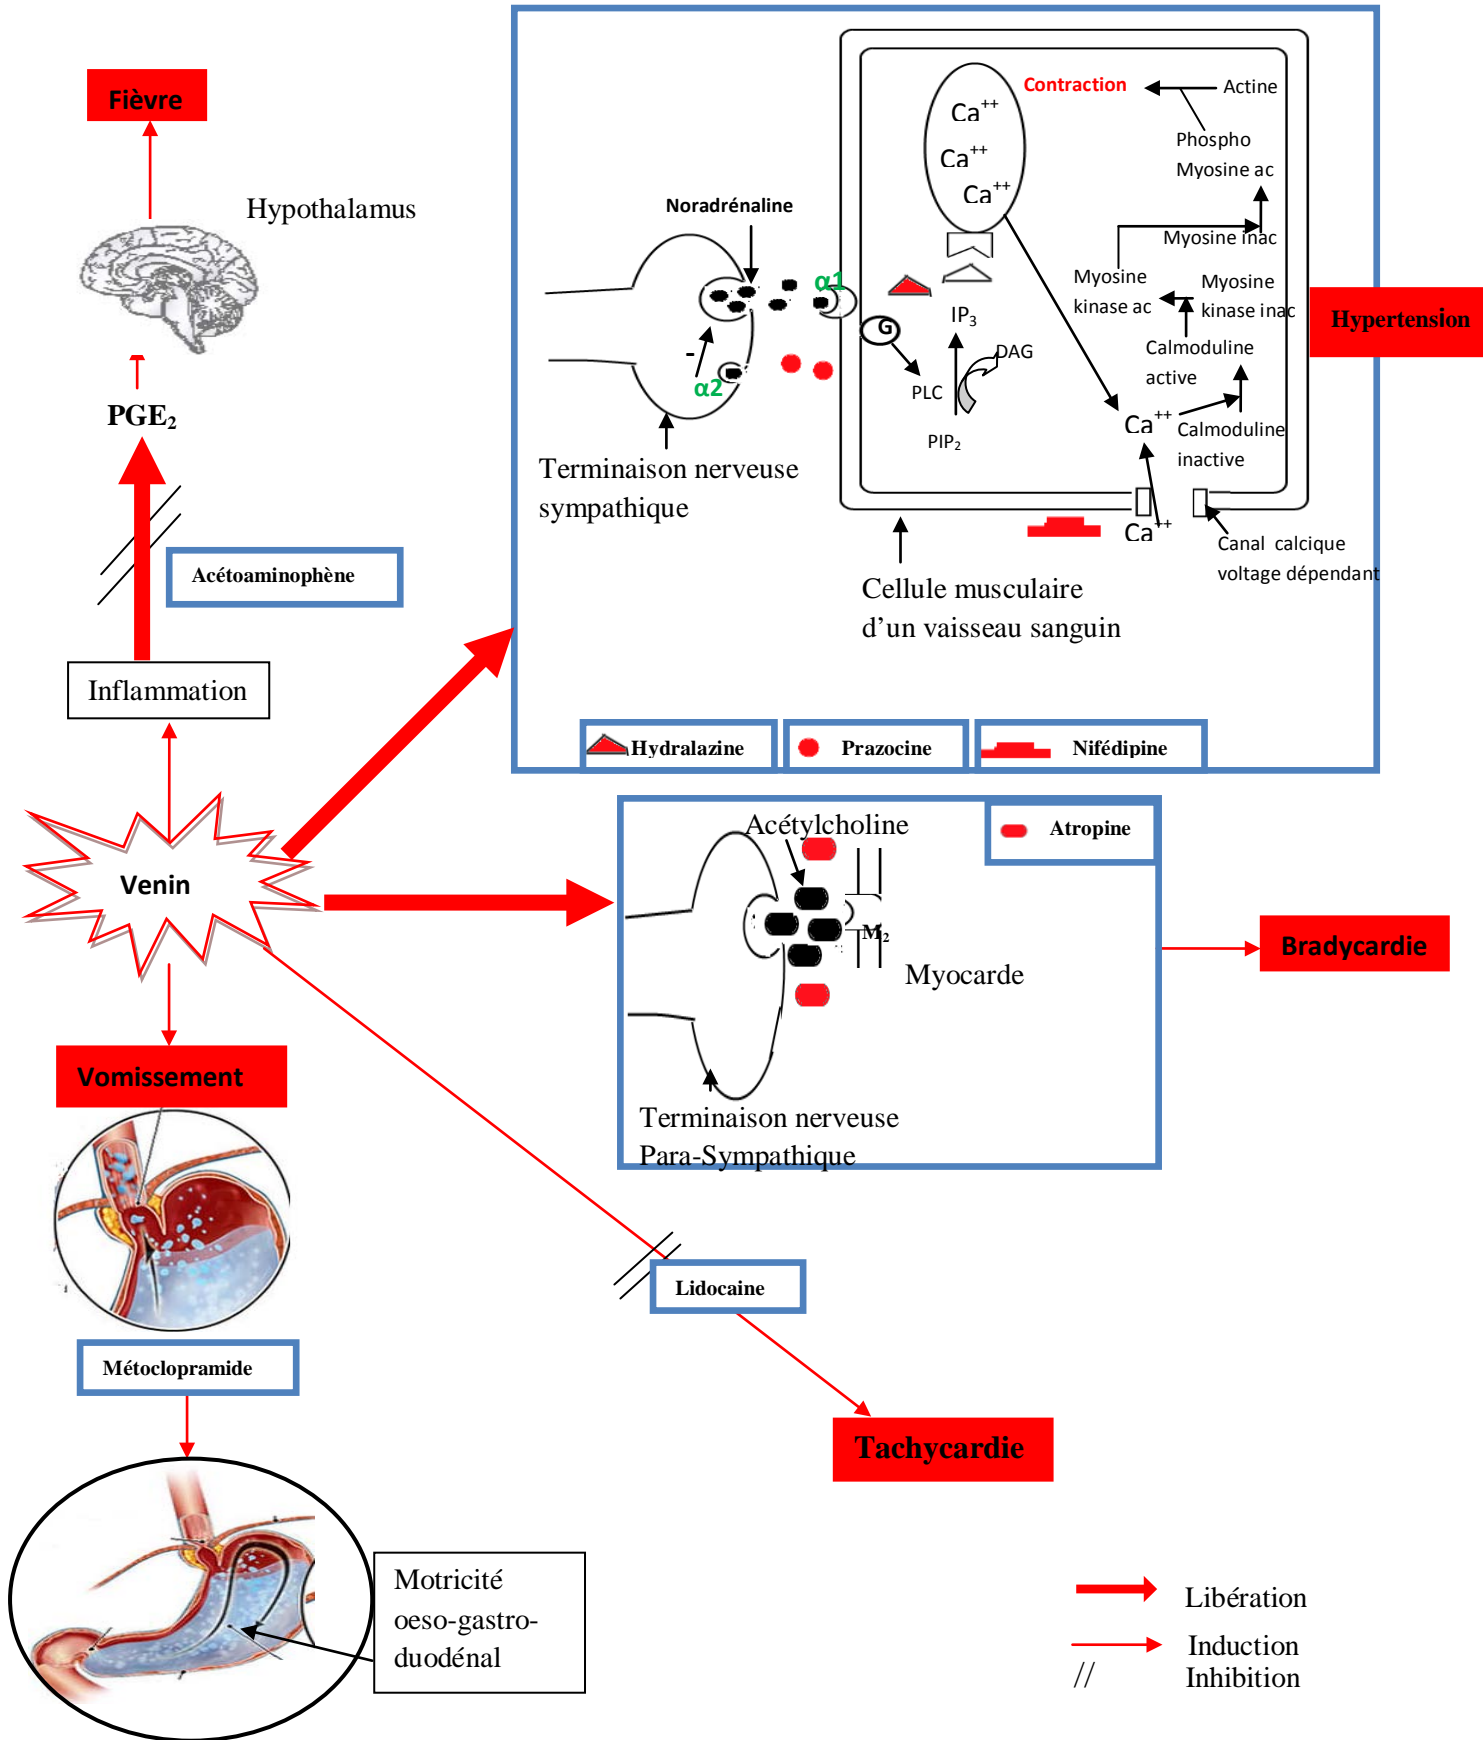 Fièvre
Hypothalamus
PGE₂
Acétoaminophène
Inflammation
Venin
Vomissement
Métoclopramide
Motricité
oeso-gastro-
duodénal
Ca⁺⁺
Ca⁺⁺
Ca⁺⁺
Contraction
Actine
Phospho
Myosine ac
Noradrénaline
Myosine inac
Myosine
kinase ac
Myosine
kinase inac
α1
G
IP₃
DAG
PLC
PIP₂
-
α2
Calmoduline
active
Ca⁺⁺
Calmoduline
inactive
Ca⁺⁺
Canal calcique
voltage dépendant
Terminaison nerveuse
sympathique
Cellule musculaire
d’un vaisseau sanguin
Hypertension
Hydralazine
Prazocine
Nifédipine
Acétylcholine
Atropine
M₂
Myocarde
Terminaison nerveuse
Para-Sympathique
Bradycardie
Lidocaine
Tachycardie
Libération
Induction
// Inhibition